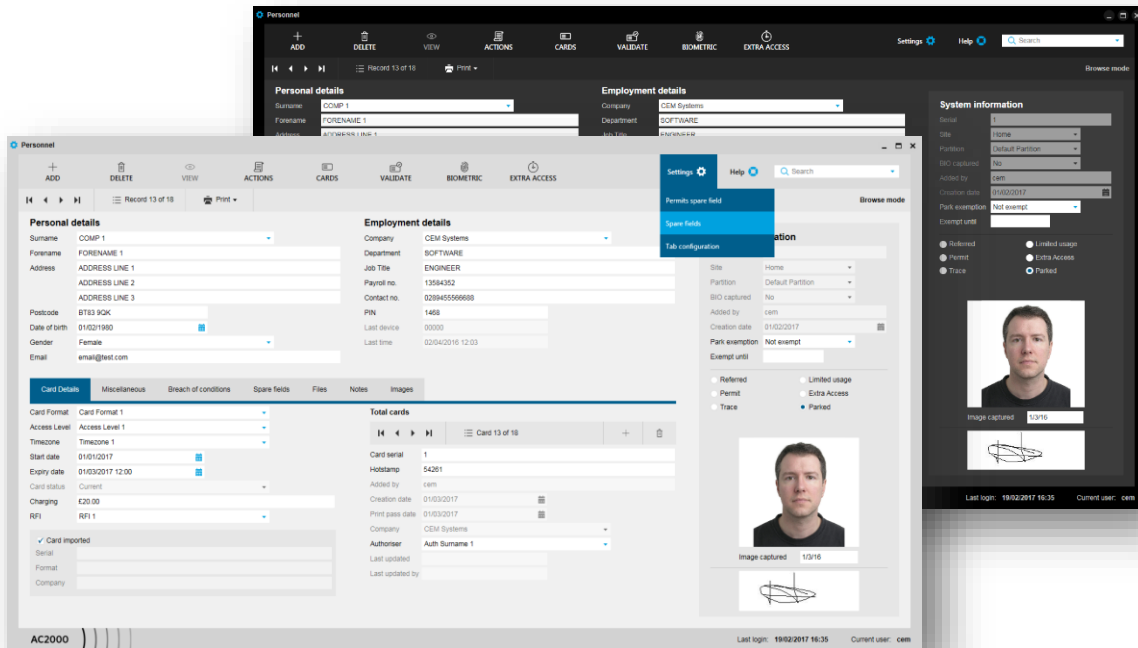 Personnel
ADD DELETE VIEW ACTIONS CARDS VALIDATE BIOMETRIC EXTRA ACCESS Settings Help Search
Record 13 of 18 Print Browse mode
Personal details Employment details
Surname COMP 1 Company CEM Systems
Forename FORENAME 1 Department SOFTWARE
Address ADDRESS LINE 1 Job Title ENGINEER
System information
Serial 1
Site Home
Partition Default Partition
BIO captured No
Added by cem
Creation date 01/02/2017
Park exemption Not exempt
Exempt until
Referred Limited usage
Permit Extra Access
Trace Parked
Image captured 1/3/16
Last login: 19/02/2017 16:35 Current user: cem
Personnel
ADD DELETE VIEW ACTIONS CARDS VALIDATE BIOMETRIC EXTRA ACCESS Settings Help Search
Record 13 of 18 Print Browse mode
Permits spare field
Spare fields
Tab configuration
Personal details
Surname COMP 1
Forename FORENAME 1
Address ADDRESS LINE 1
ADDRESS LINE 2
ADDRESS LINE 3
Postcode BT83 9QK
Date of birth 01/02/1980
Gender Female
Email email@test.com
Employment details
Company CEM Systems
Department SOFTWARE
Job Title ENGINEER
Payroll no. 13584352
Contact no. 0289455566688
PIN 1468
Last device 00000
Last time 02/04/2016 12:03
ation
Site Home
Partition Default Partition
BIO captured No
Added by cem
Creation date 01/02/2017
Park exemption Not exempt
Exempt until
Referred Limited usage
Permit Extra Access
Trace Parked
Image captured 1/3/16
Card Details Miscellaneous Breach of conditions Spare fields Files Notes Images
Card Format Card Format 1
Access Level Access Level 1
Timezone Timezone 1
Start date 01/01/2017
Expiry date 01/03/2017 12:00
Card status Current
Charging £20.00
RFI RFI 1
Card imported
Serial
Format
Company
Total cards
Card 13 of 18
Card serial 1
Hotstamp 54261
Added by cem
Creation date 01/03/2017
Print pass date 01/03/2017
Company CEM Systems
Authoriser Auth Surname 1
Last updated
Last updated by
AC2000 Last login: 19/02/2017 16:35 Current user: cem